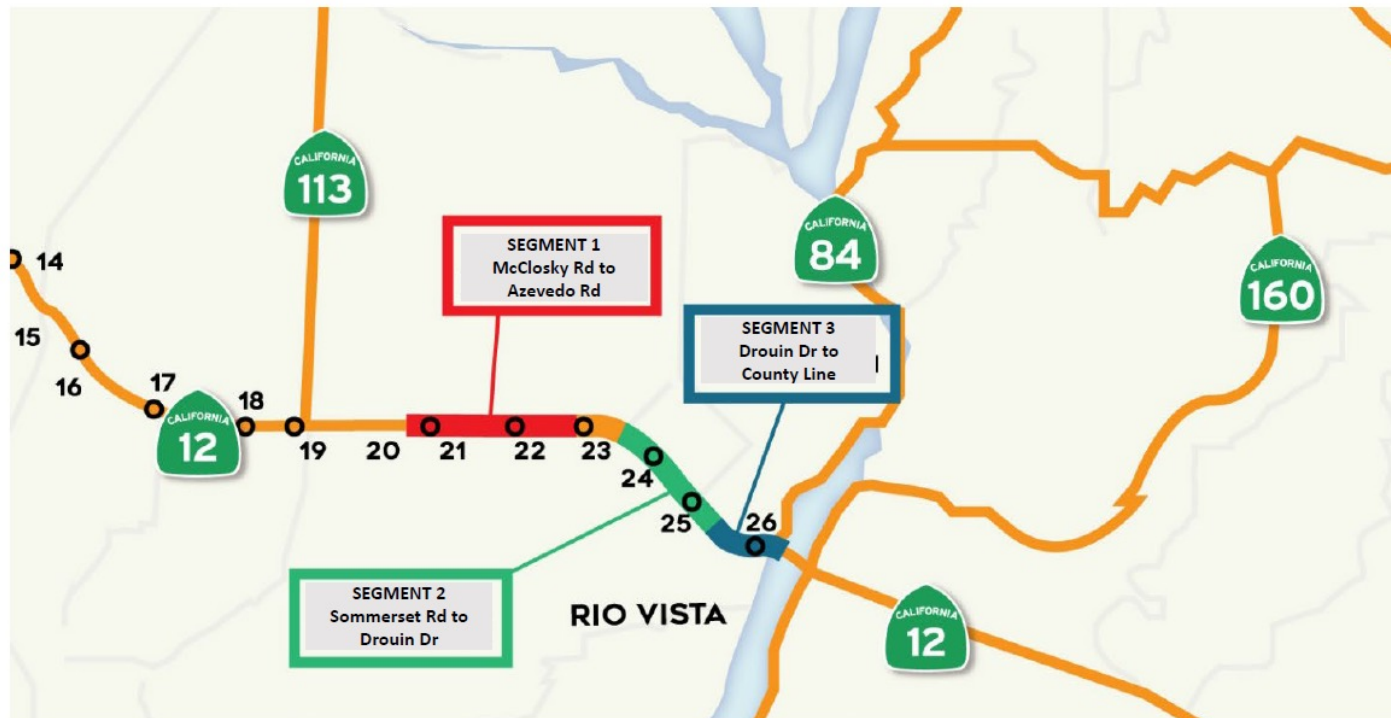 CALIFORNIA
113
SEGMENT 1
McClosky Rd to
Azevedo Rd
CALIFORNIA
84
14
CALIFORNIA
160
15
SEGMENT 3
Drouin Dr to
County Line
16
17
18
CALIFORNIA
12
19
20
21
22
23
24
25
26
SEGMENT 2
Sommerset Rd to
Drouin Dr
RIO VISTA
CALIFORNIA
12